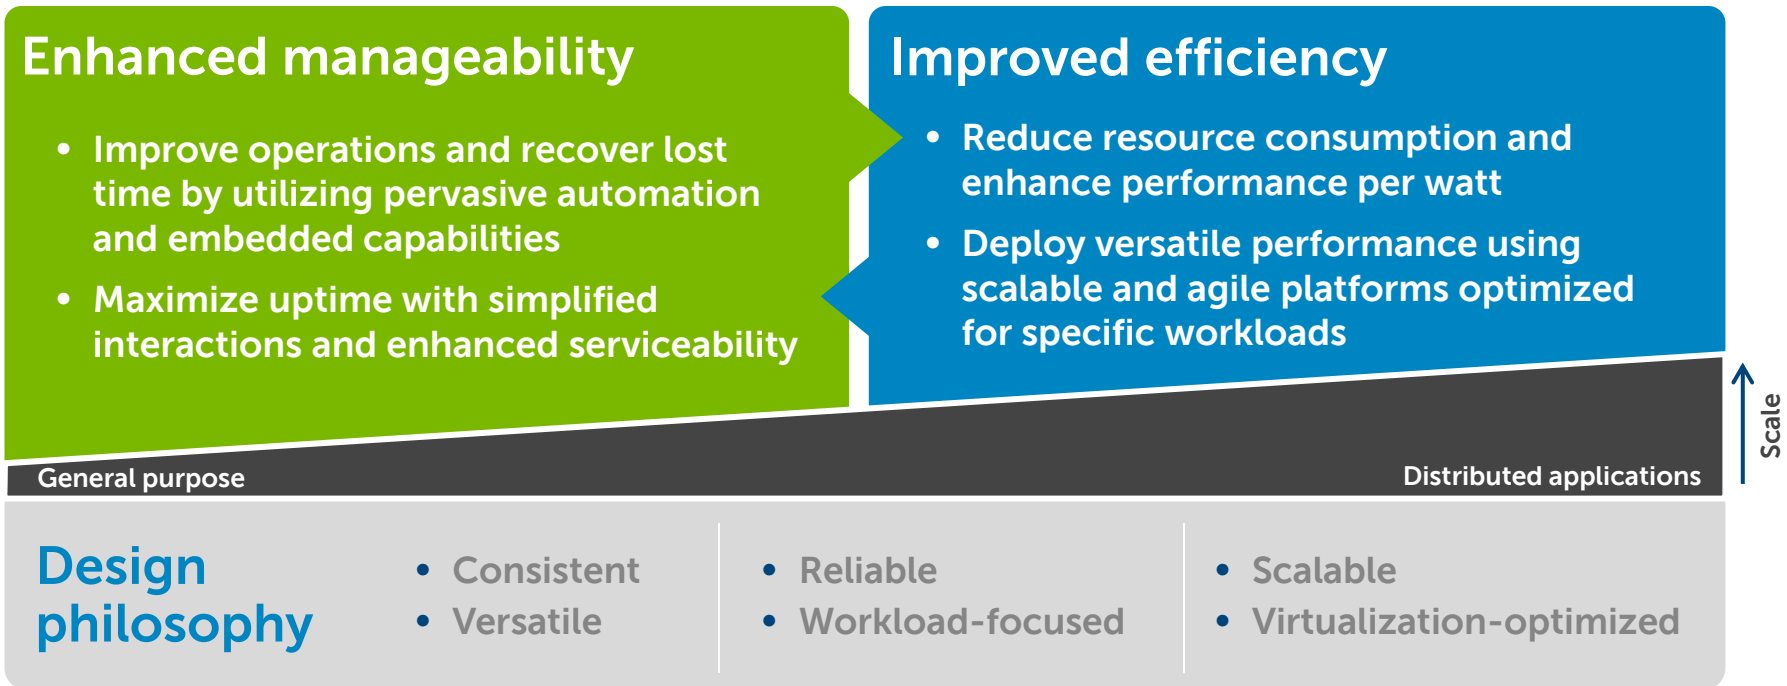 Enhanced manageability
• Improve operations and recover lost
time by utilizing pervasive automation
and embedded capabilities
• Maximize uptime with simplified
interactions and enhanced serviceability
Improved efficiency
• Reduce resource consumption and
enhance performance per watt
• Deploy versatile performance using
scalable and agile platforms optimized
for specific workloads
General purpose
Distributed applications
Scale
Design
philosophy
• Consistent
• Versatile
• Reliable
• Workload-focused
• Scalable
• Virtualization-optimized